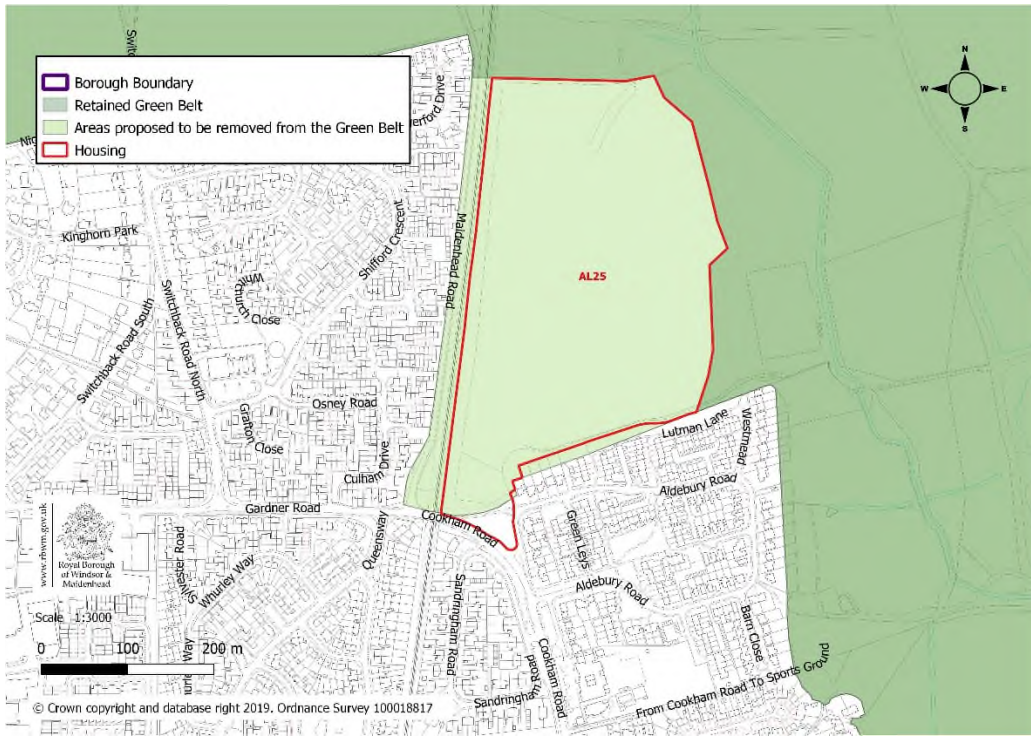 Borough Boundary
Retained Green Belt
Areas proposed to be removed from the Green Belt
Housing
N
W
E
S
Kinghorn Park
Whitchurch Close
Shifford Crescent
Switchback Road South
Switchback Road North
Maidenhead Road
AL25
Osney Road
Grafton Close
Culham Drive
Gardner Road
Queensway
Cookham Road
Lutman Lane
Westmead
Aldebury Road
Green Leys
Aldebury Road
Barn Close
Whurley Way
Sandringham Road
Cookham Road
Sandringham Road
From Cookham Road To Sports Ground
www.rbwm.gov.uk
Royal Borough
of Windsor &
Maidenhead
Scale 1:3000
0 100 200 m
© Crown copyright and database right 2019. Ordnance Survey 100018817